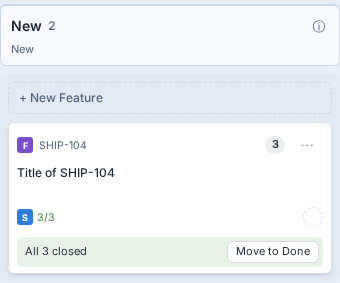 New 2
New
+ New Feature
F SHIP-104 3 ...
Title of SHIP-104
S 3/3
All 3 closed Move to Done